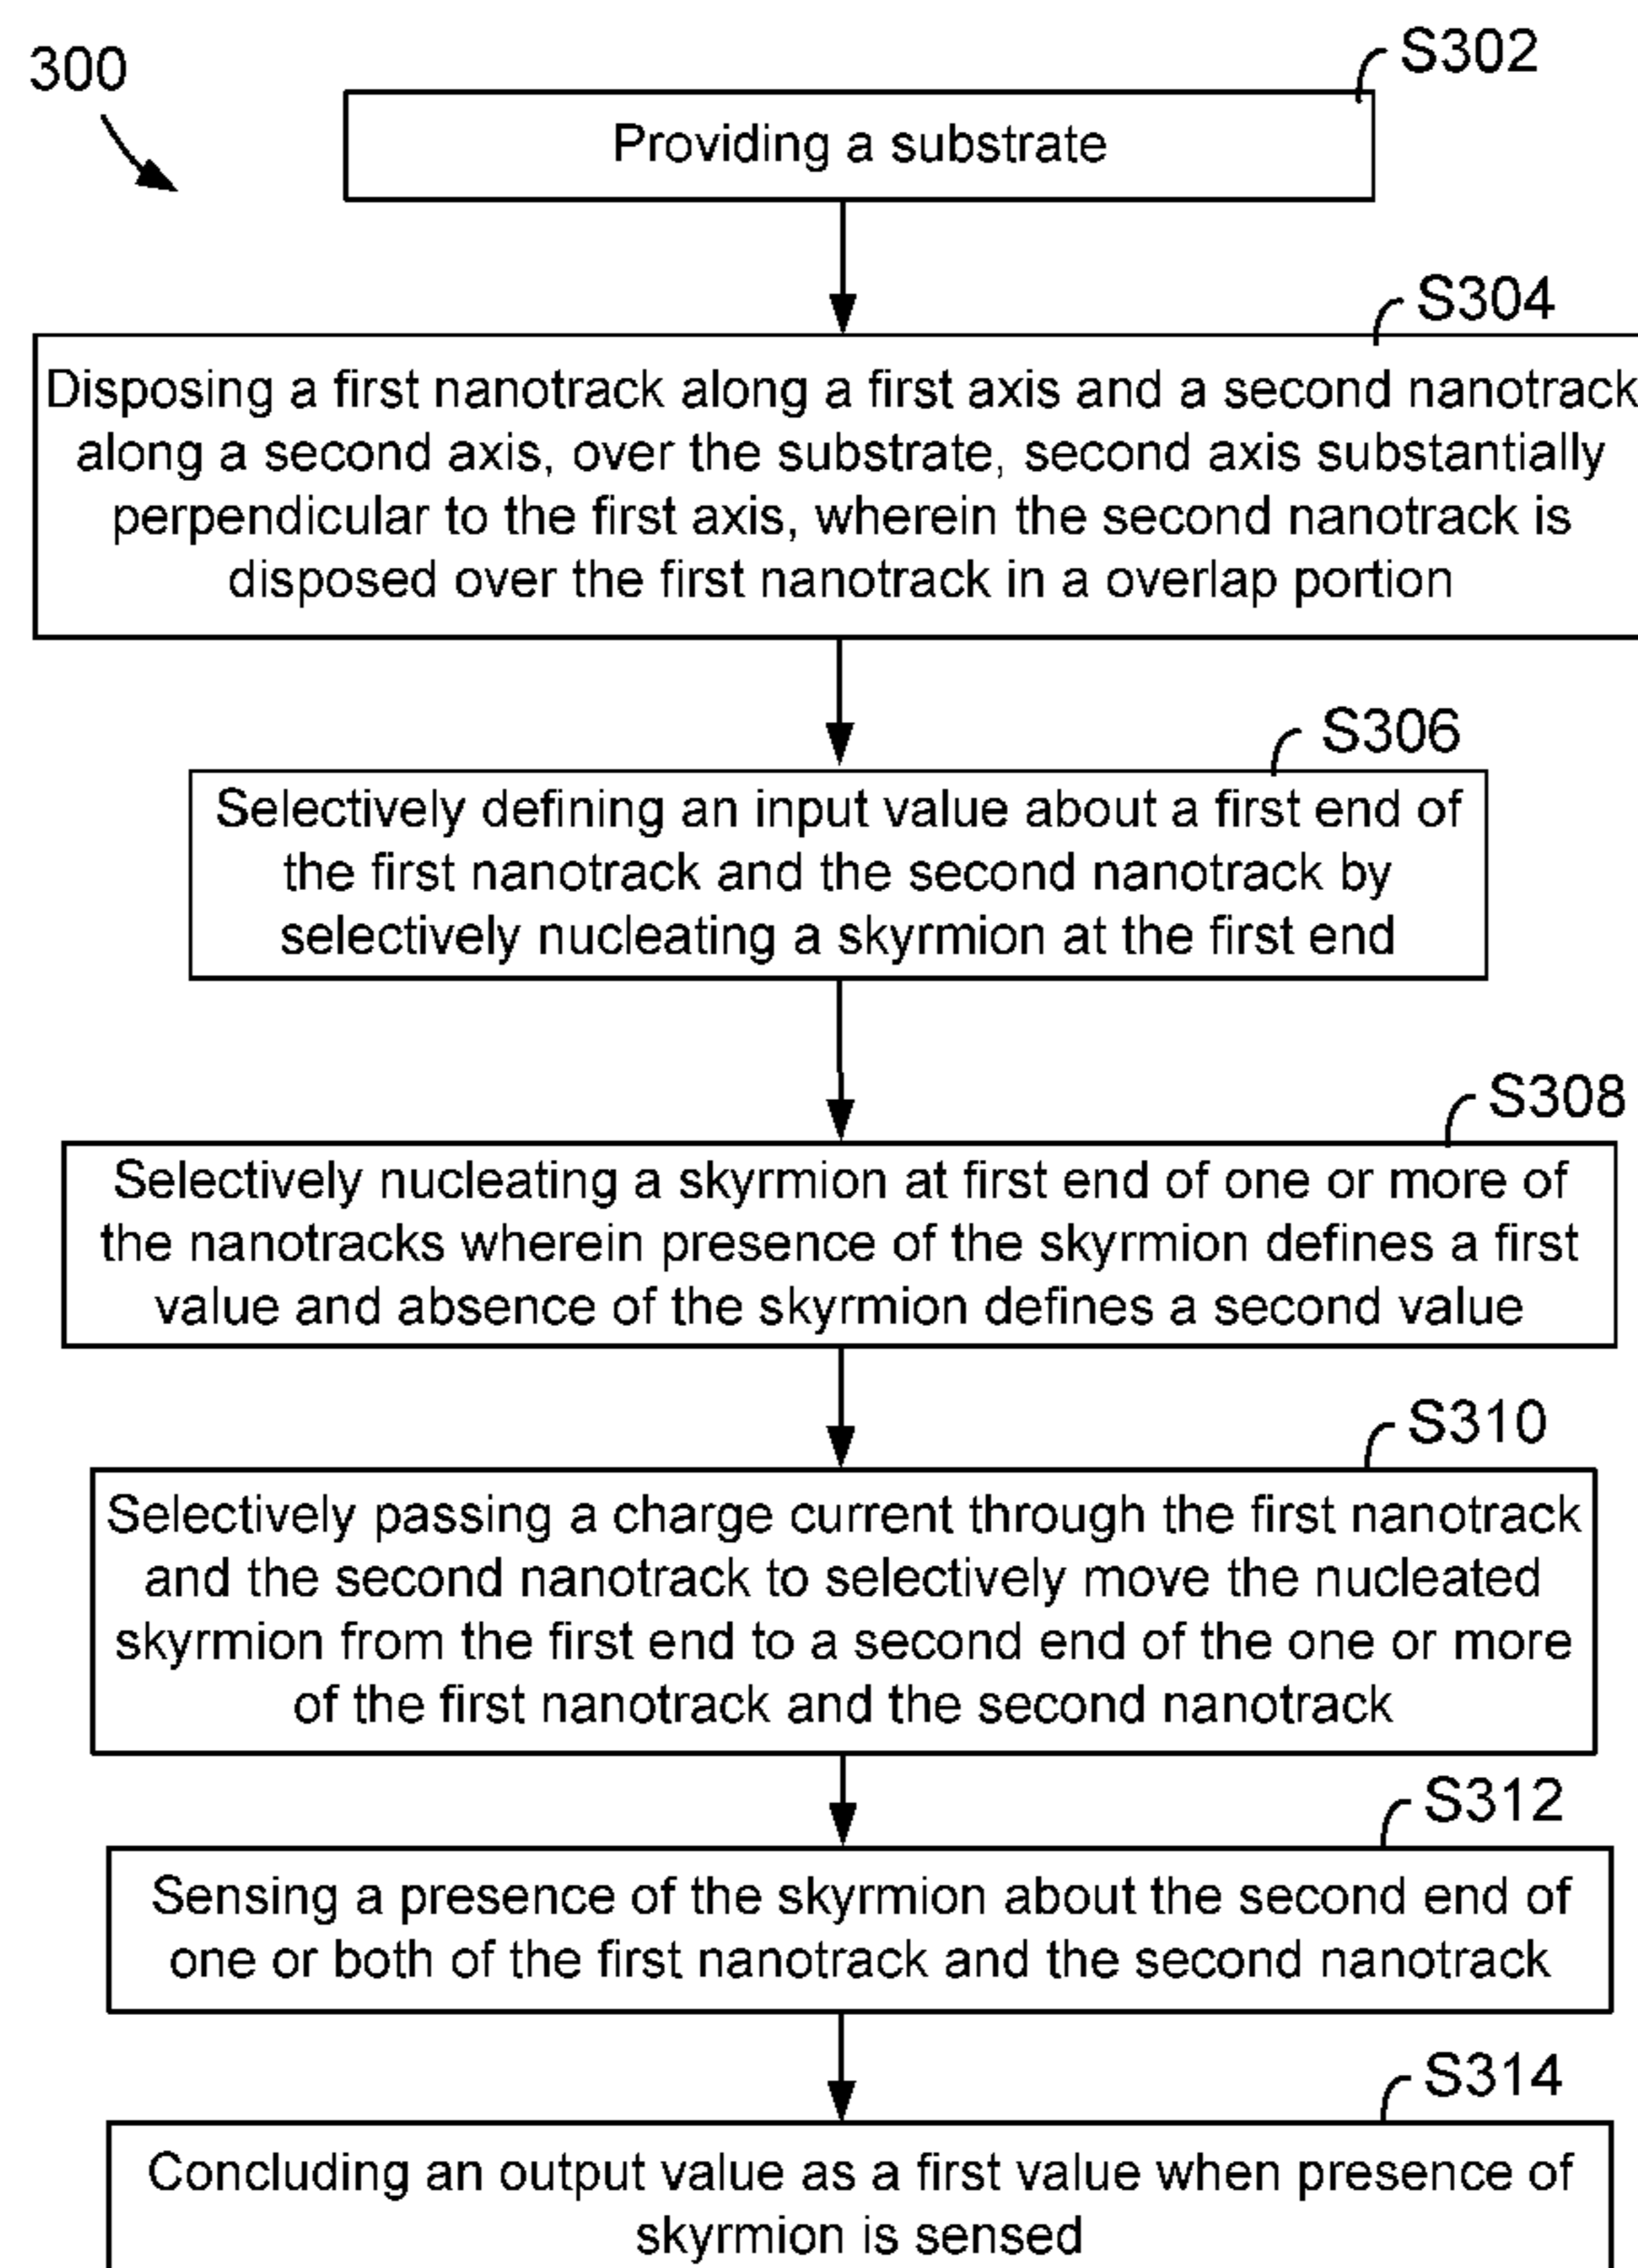 300
S302
Providing a substrate
S304
Disposing a first nanotrack along a first axis and a second nanotrack
along a second axis, over the substrate, second axis substantially
perpendicular to the first axis, wherein the second nanotrack is
disposed over the first nanotrack in a overlap portion
S306
Selectively defining an input value about a first end of
the first nanotrack and the second nanotrack by
selectively nucleating a skyrmion at the first end
S308
Selectively nucleating a skyrmion at first end of one or more of
the nanotracks wherein presence of the skyrmion defines a first
value and absence of the skyrmion defines a second value
S310
Selectively passing a charge current through the first nanotrack
and the second nanotrack to selectively move the nucleated
skyrmion from the first end to a second end of the one or more
of the first nanotrack and the second nanotrack
S312
Sensing a presence of the skyrmion about the second end of
one or both of the first nanotrack and the second nanotrack
S314
Concluding an output value as a first value when presence of
skyrmion is sensed